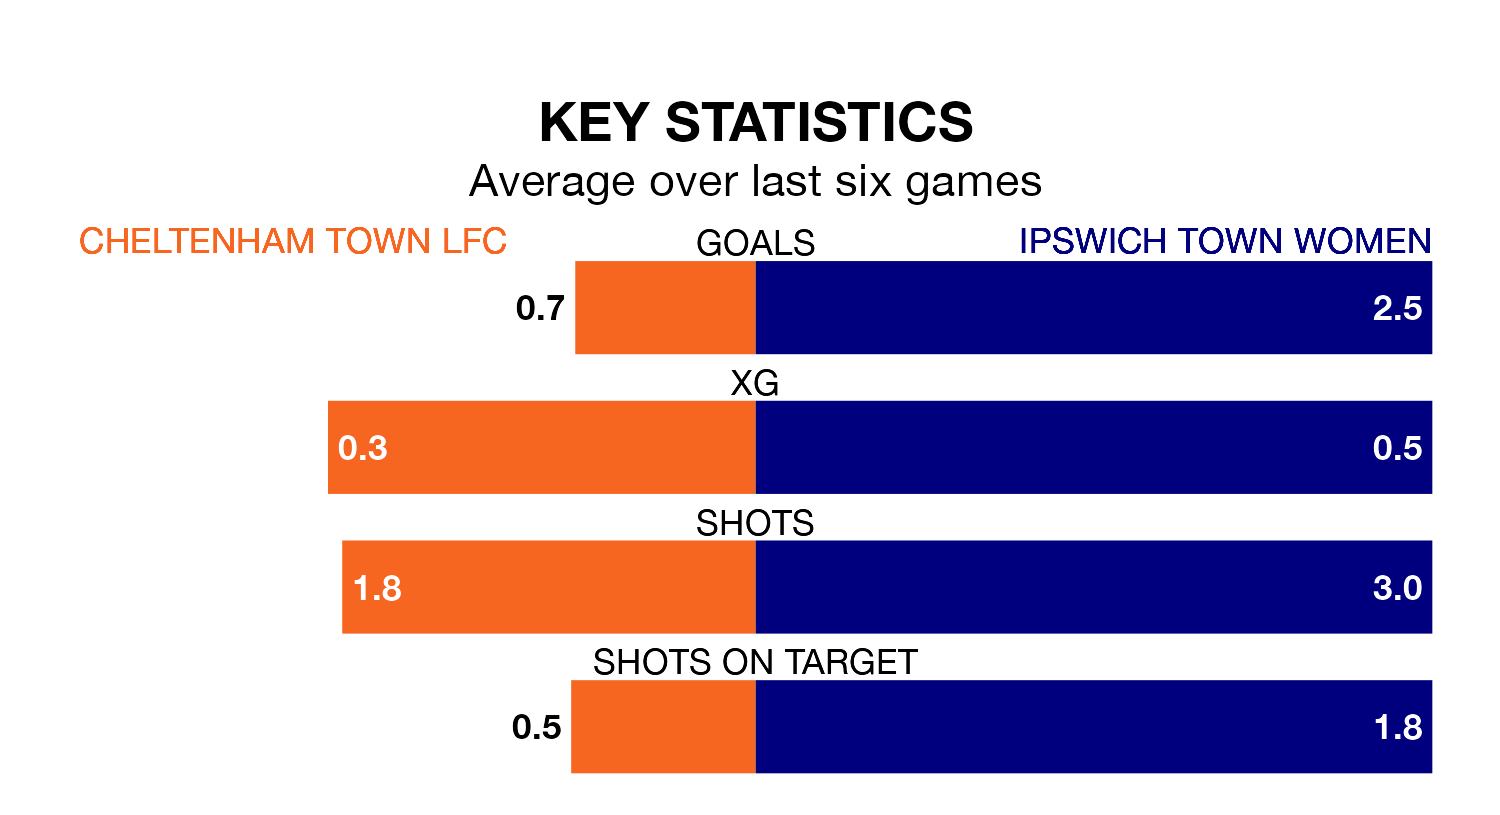 KEY STATISTICS
Average over last six games
CHELTENHAM TOWN LFC GOALS IPSWICH TOWN WOMEN
0.7 2.5
XG
0.3 0.5
SHOTS
1.8 3.0
SHOTS ON TARGET
0.5 1.8